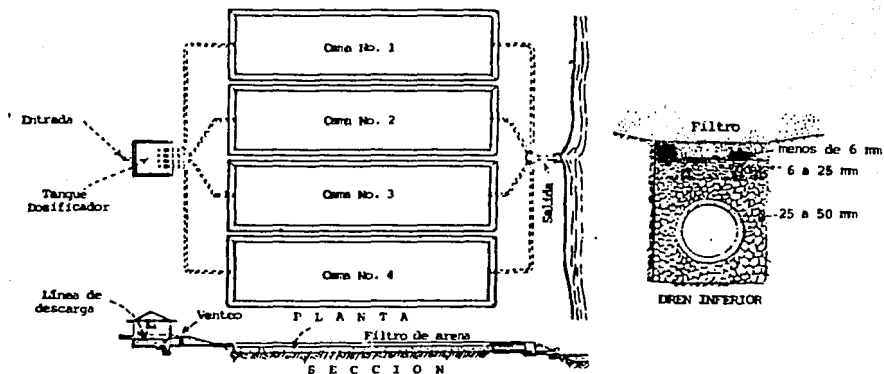 Cama No. 1
Cama No. 2
Cama No. 3
Cama No. 4
Entrada
Tanque
Dosificador
Salida
Línea de
descarga
Venteo
P L A N T A
Filtro de arena
S E C C I O N
Filtro
menos de 6 mm
6 a 25 mm
25 a 50 mm
DREN INFERIOR